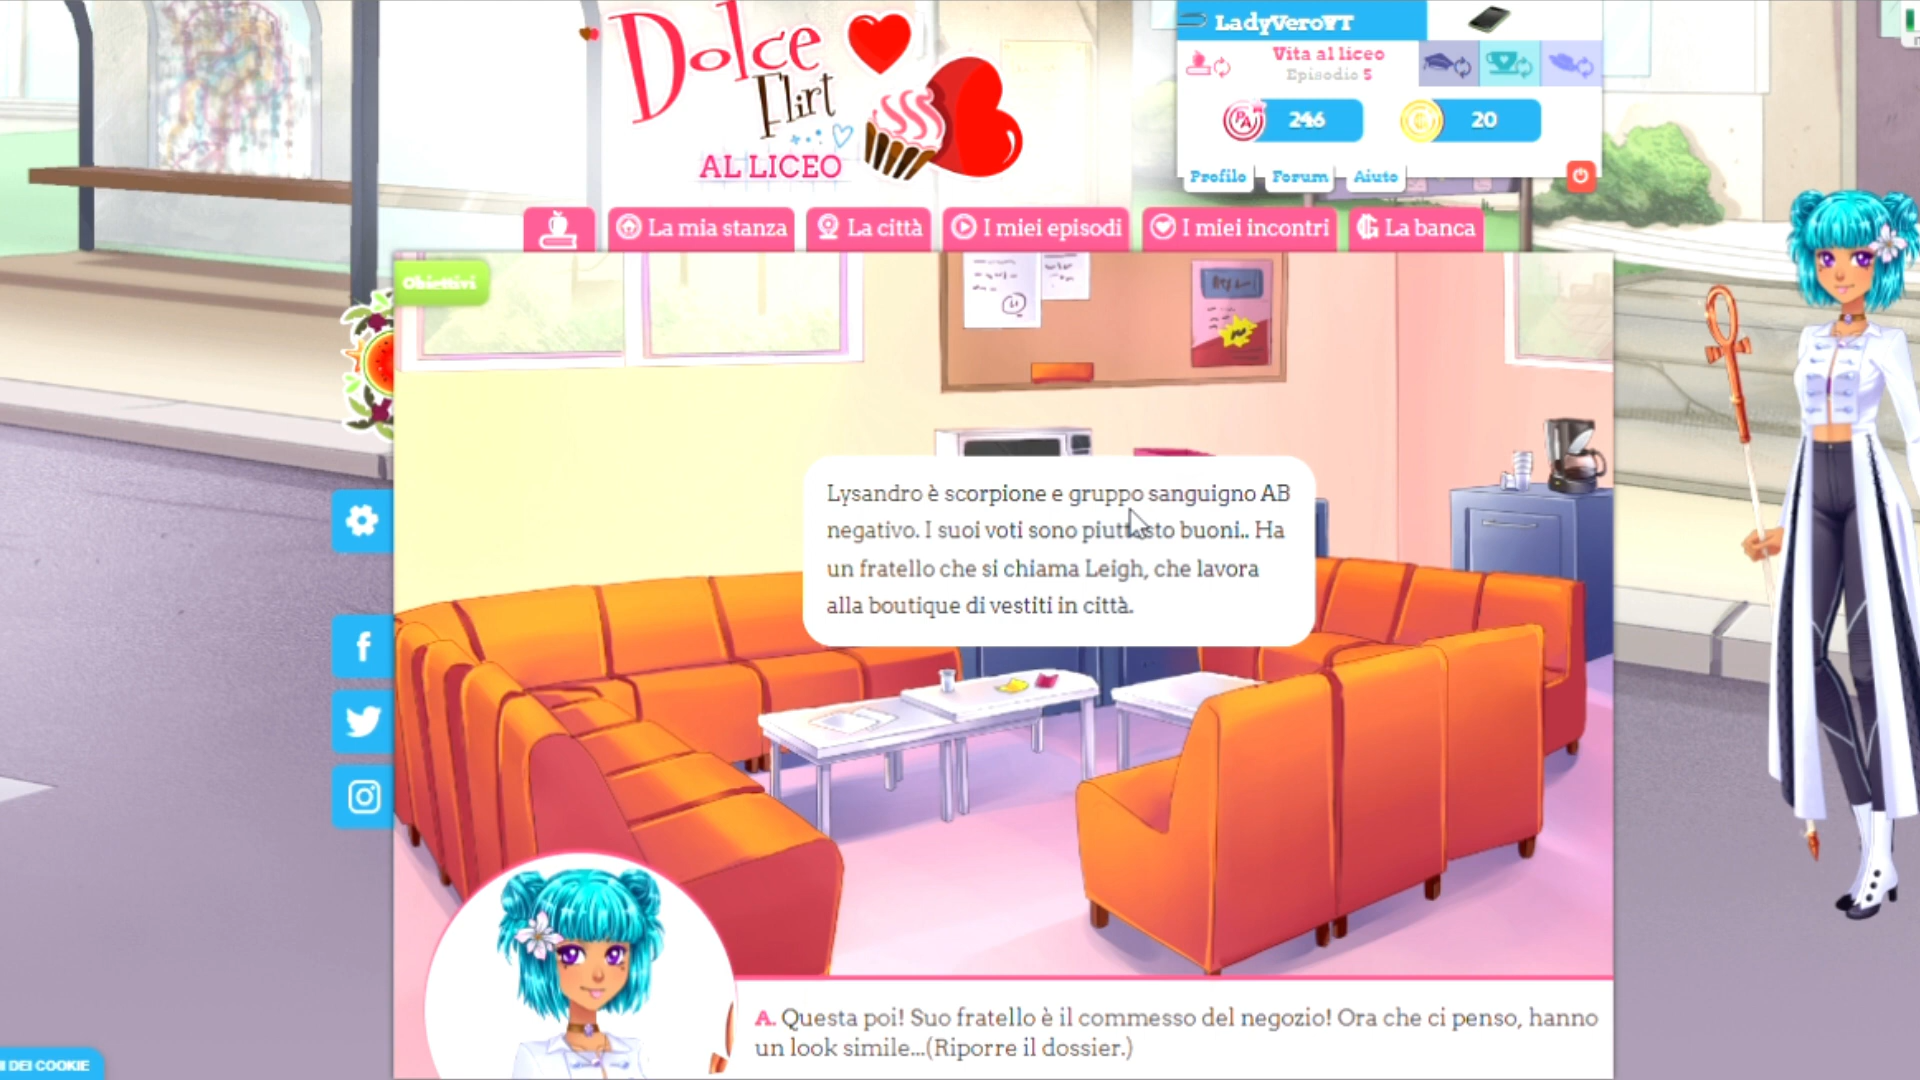 Dolce
Flirt
AL LICEO
LadyVeroYT
Vita al liceo
Episodio 5
PA
246
20
Profilo
Forum
Aiuto
La mia stanza
La città
I miei episodi
I miei incontri
La banca
Obiettivi
Lysandro è scorpione e gruppo sanguigno AB
negativo. I suoi voti sono piuttosto buoni.. Ha
un fratello che si chiama Leigh, che lavora
alla boutique di vestiti in città.
A. Questa poi! Suo fratello è il commesso del negozio! Ora che ci penso, hanno
un look simile...(Riporre il dossier.)
I DEI COOKIE